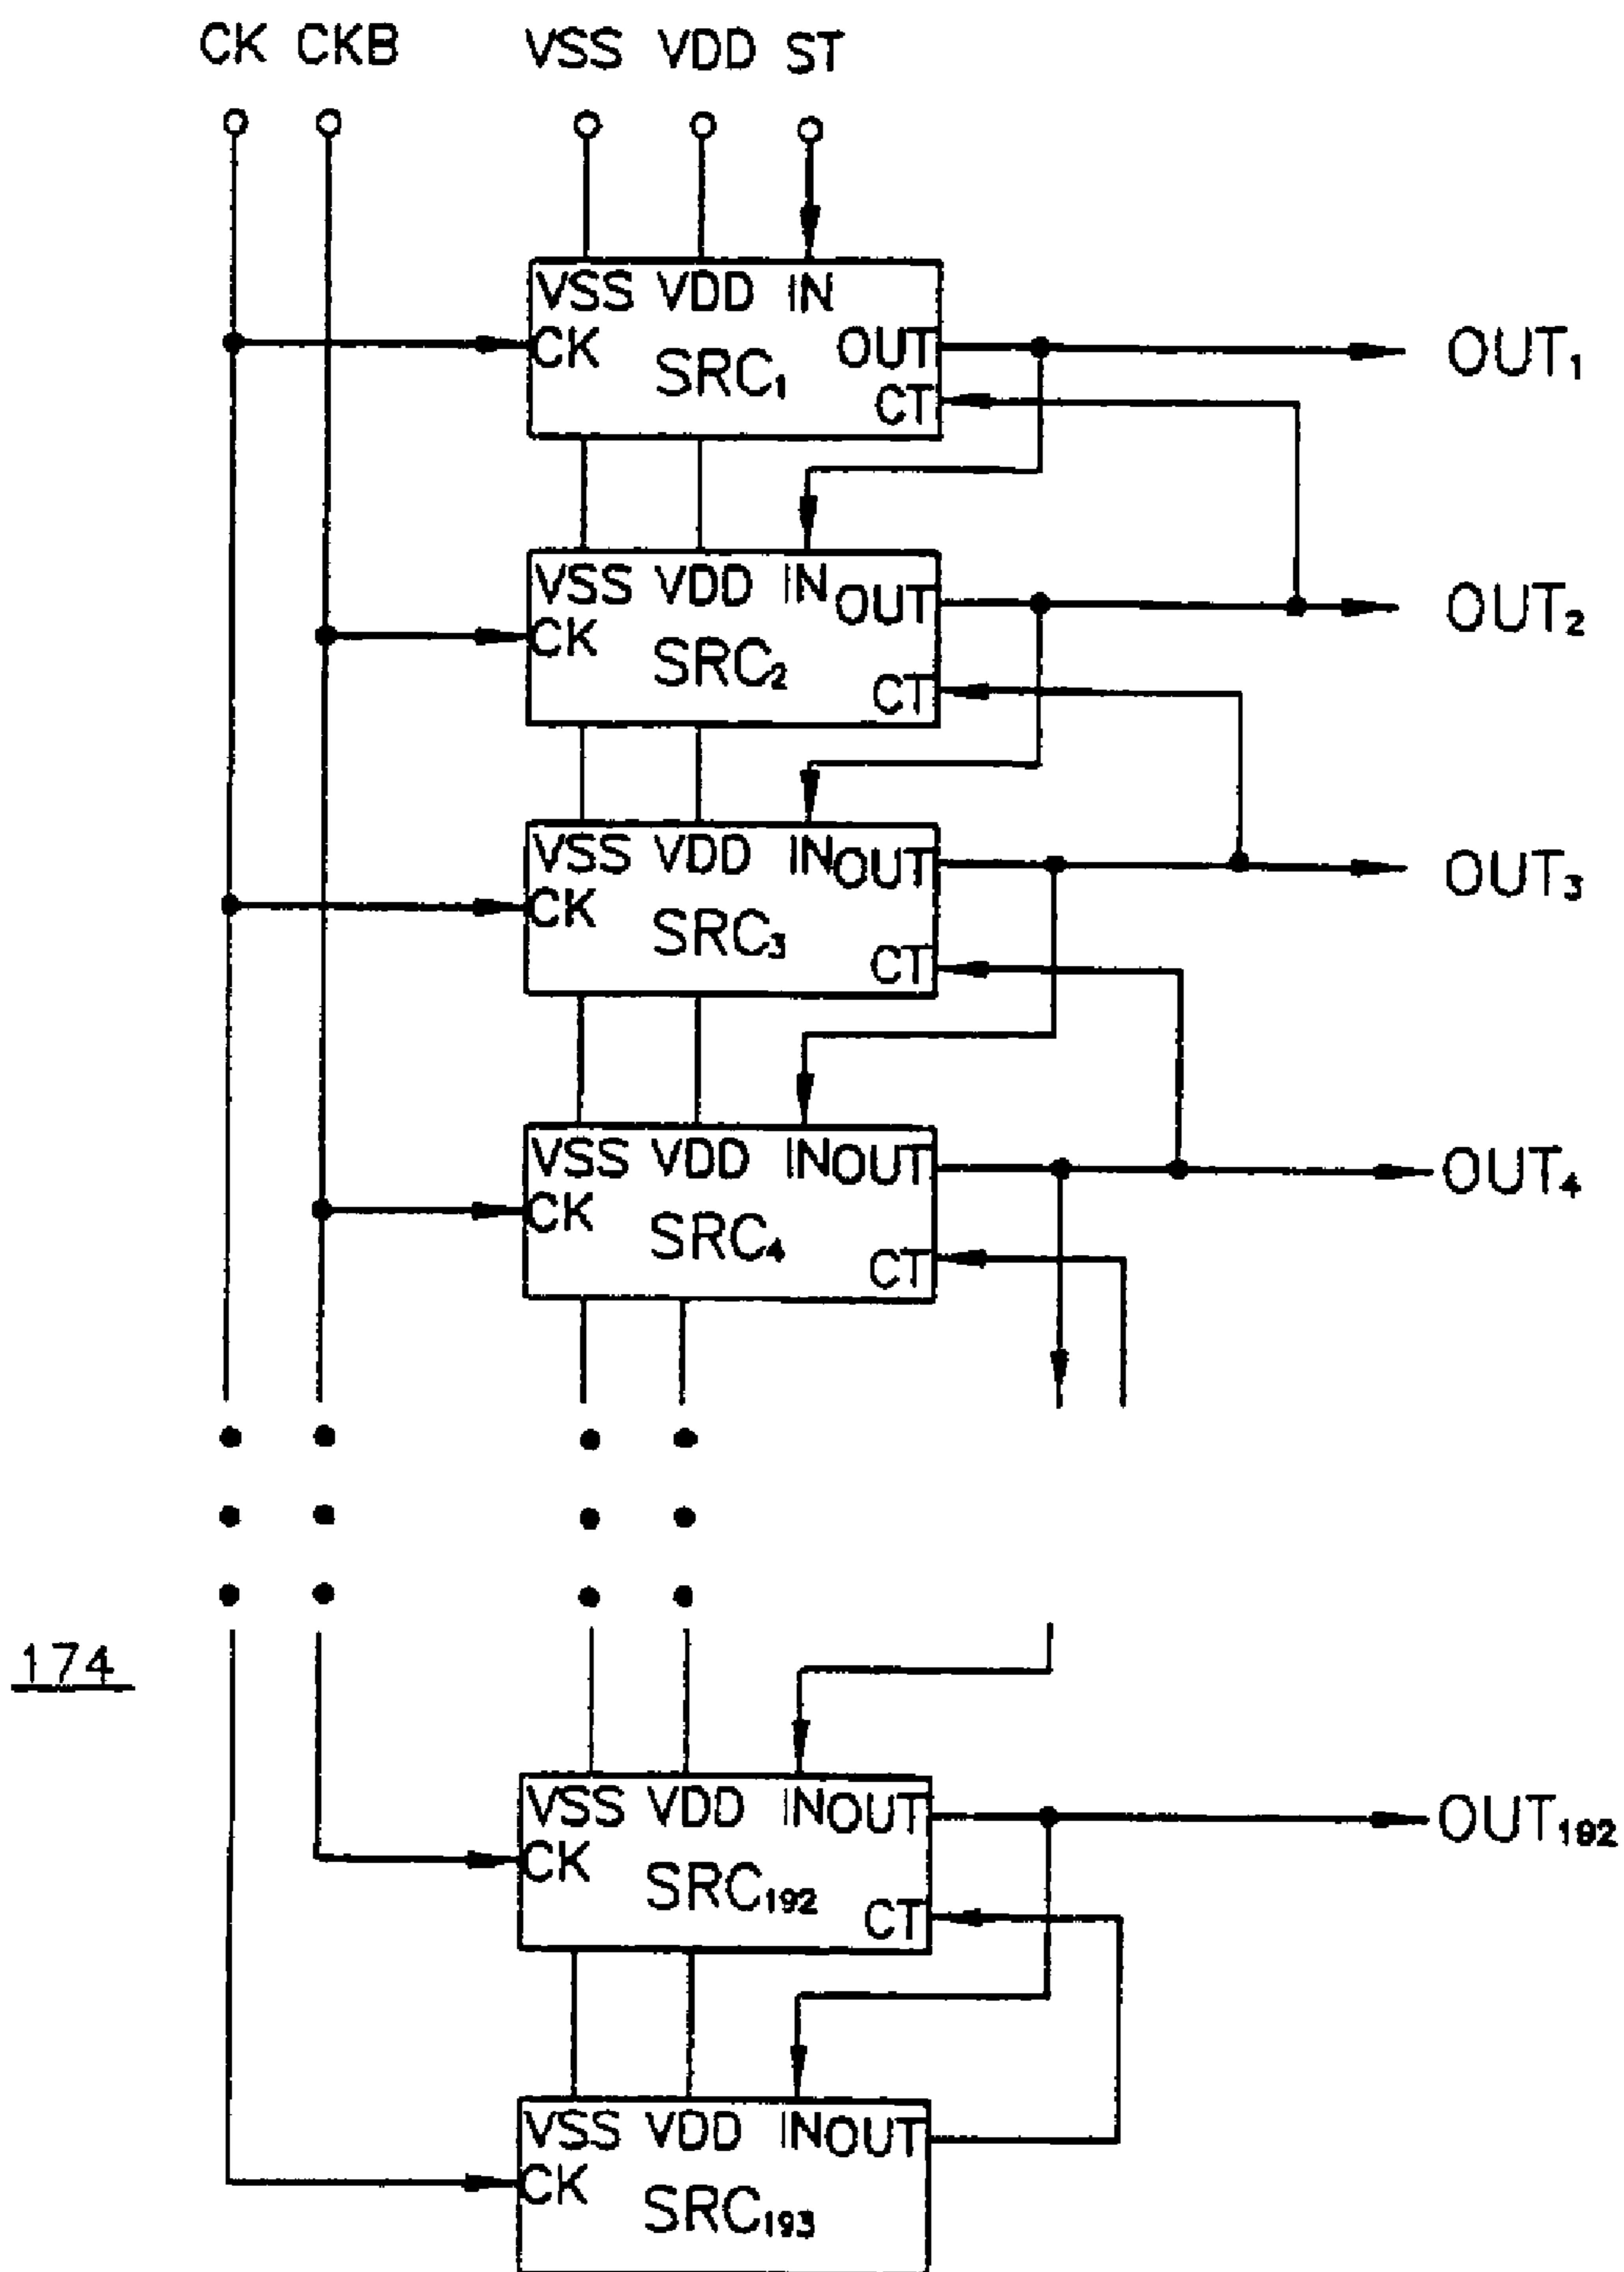 CK CKB VSS VDD ST
VSS VDD IN
CK OUT
SRC₁
CT
OUT₁
VSS VDD IN OUT
CK
SRC₂
CT
OUT₂
VSS VDD IN OUT
CK
SRC₃
CT
OUT₃
VSS VDD IN OUT
CK
SRC₄
CT
OUT₄
174
VSS VDD IN OUT
CK
SRC₁₉₂
CT
OUT₁₉₂
VSS VDD IN OUT
CK
SRC₁₉₃